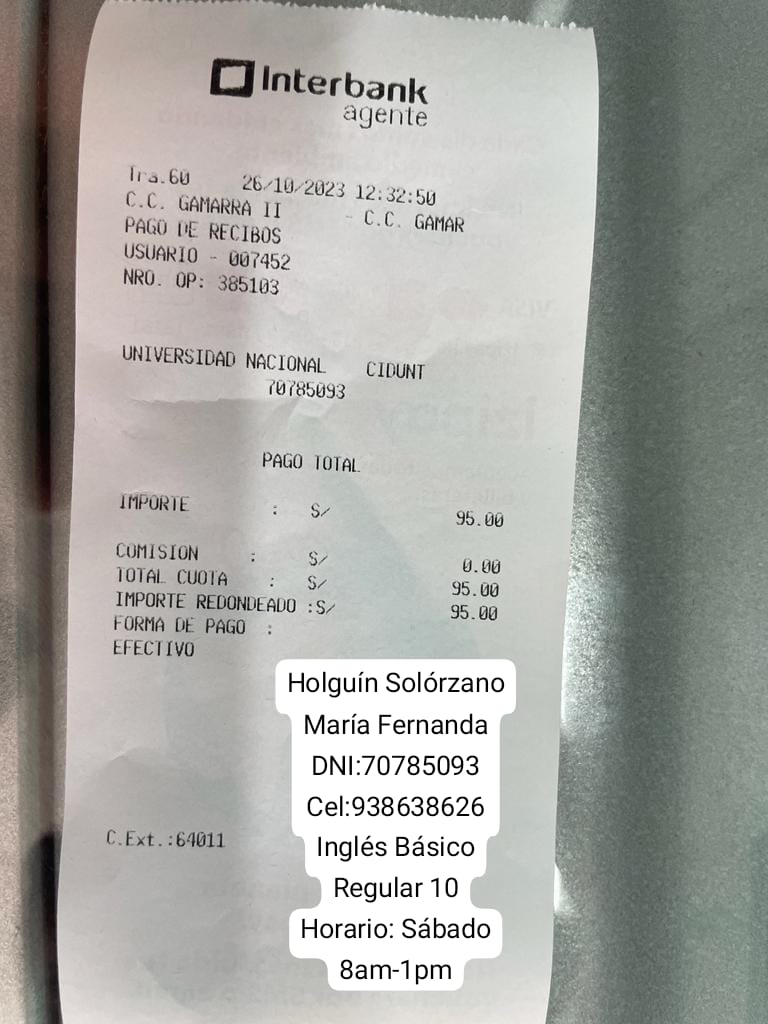 Interbank
agente
Tra.60 26/10/2023 12:32:50
C.C. GAMARRA II - C.C. GAMAR
PAGO DE RECIBOS
USUARIO - 007452
NRO. OP: 385103
UNIVERSIDAD NACIONAL CIDUNT
70785093
PAGO TOTAL
IMPORTE : S/ 95.00
COMISION : S/ 0.00
TOTAL CUOTA : S/ 95.00
IMPORTE REDONDEADO :S/ 95.00
FORMA DE PAGO :
EFECTIVO
Holguín Solórzano
María Fernanda
DNI:70785093
Cel:938638626
C.Ext.:64011
Inglés Básico
Regular 10
Horario: Sábado
8am-1pm